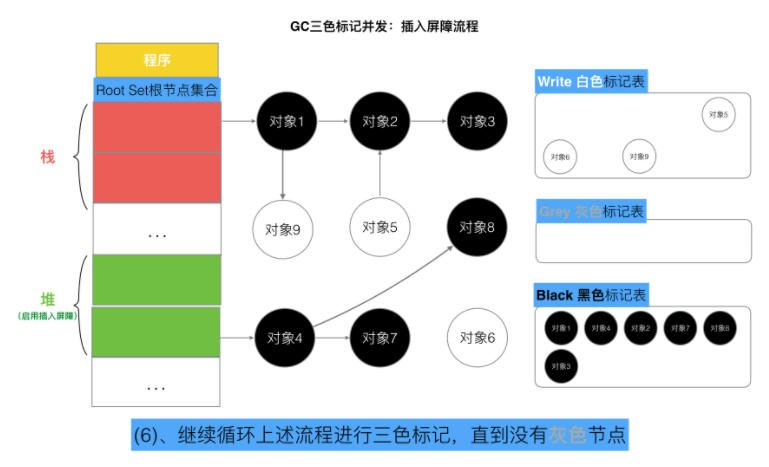 GC三色标记并发：插入屏障流程
程序
Root Set根节点集合
栈
...
堆
(启用插入屏障)
...
对象1
对象2
对象3
对象9
对象5
对象8
对象4
对象7
对象6
Write 白色标记表
对象5
对象6
对象9
Grey 灰色标记表
Black 黑色标记表
对象1
对象4
对象2
对象7
对象8
对象3
(6)、继续循环上述流程进行三色标记，直到没有灰色节点